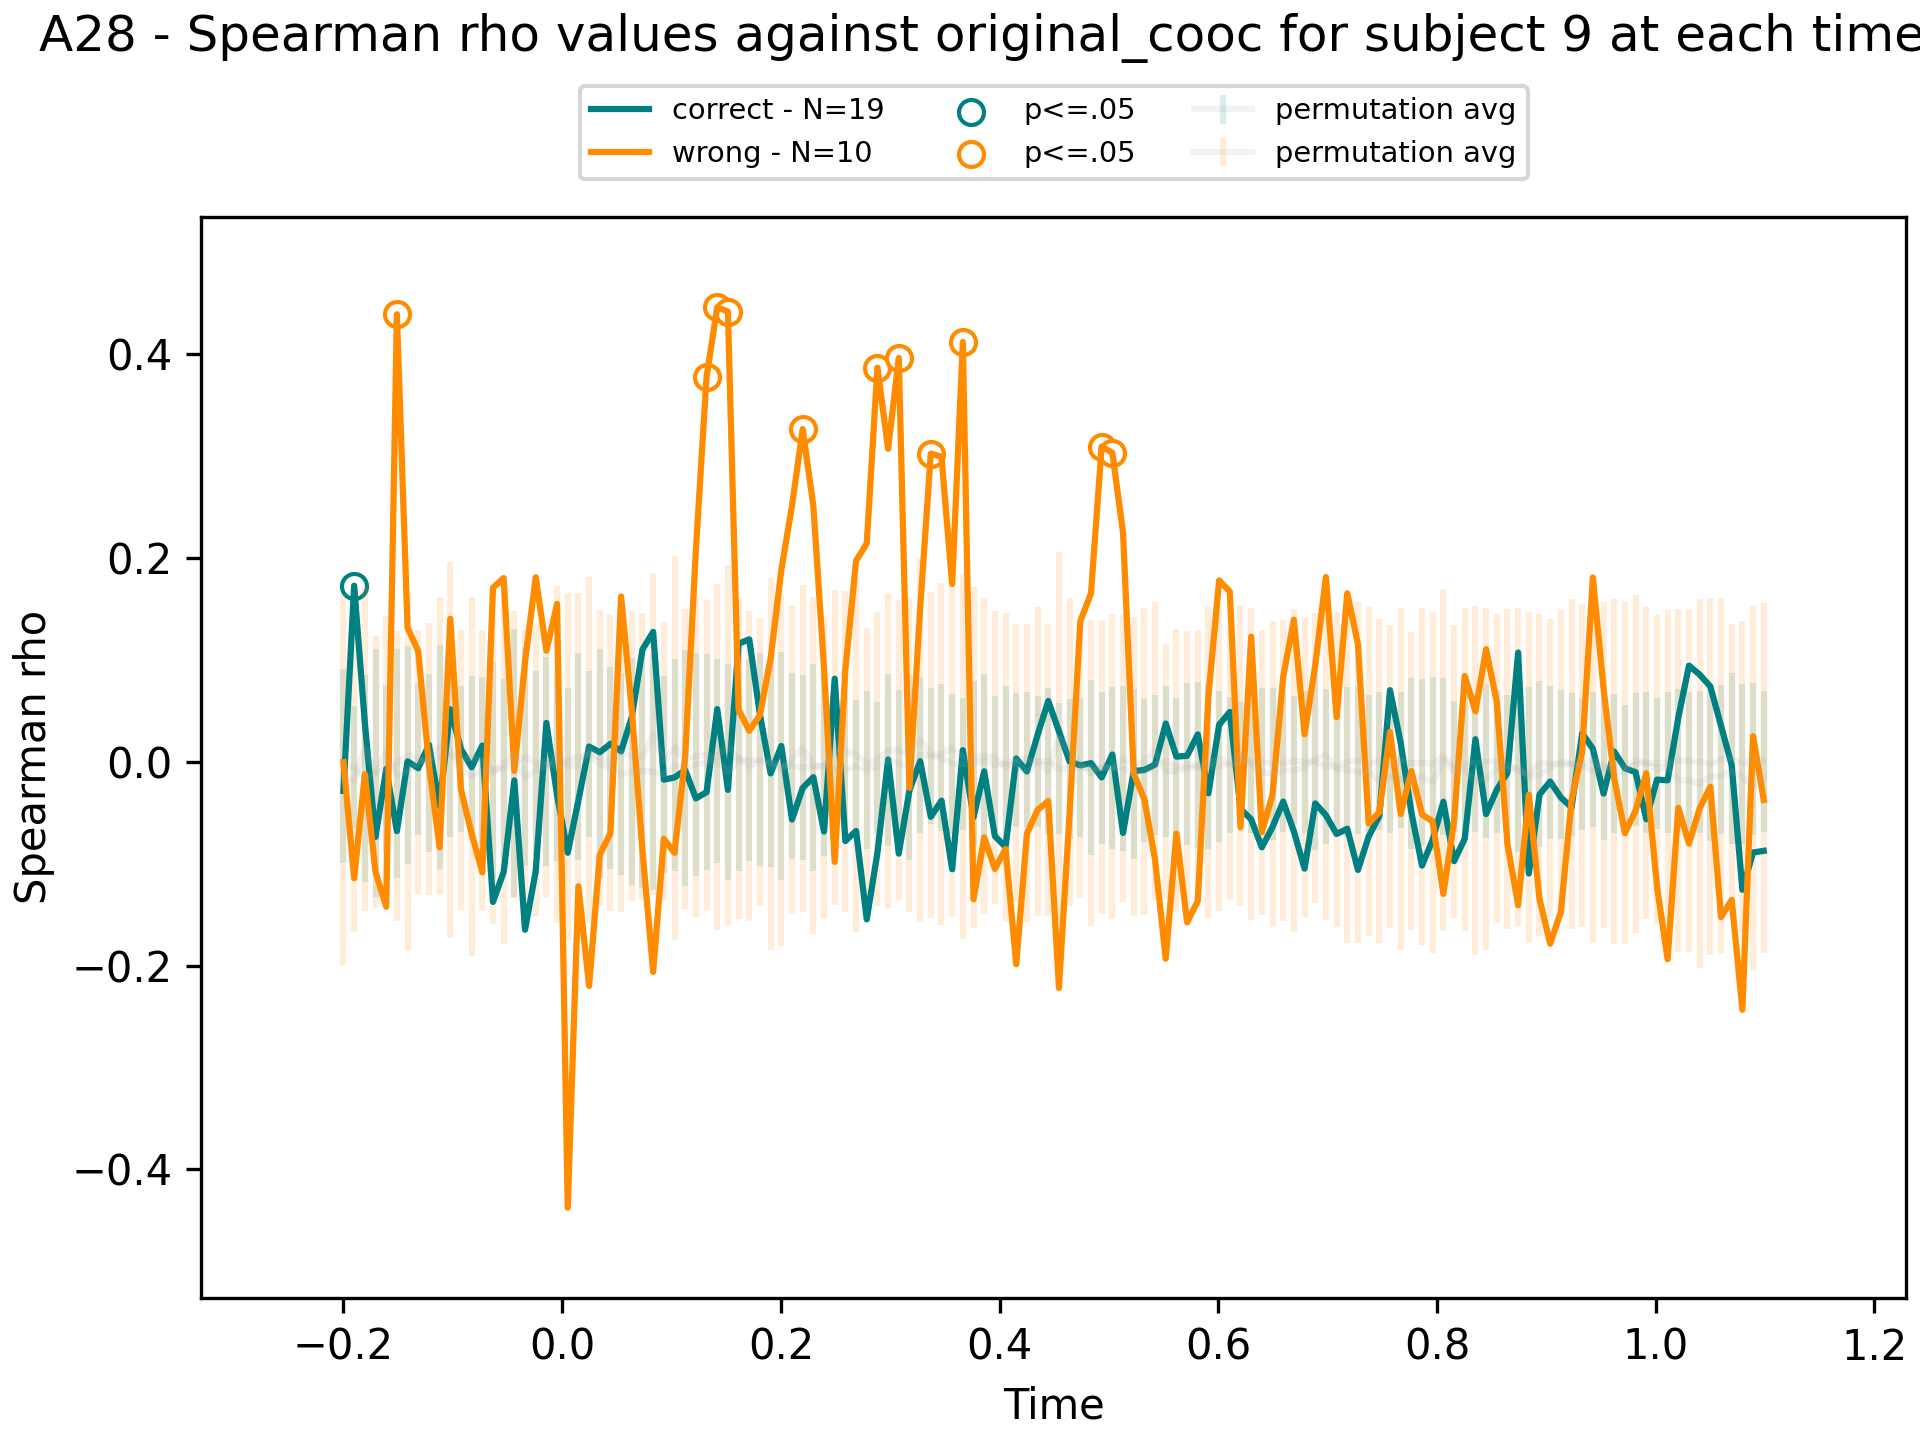 A28 - Spearman rho values against original_cooc for subject 9 at each time
correct - N=19
wrong - N=10
p<=.05
p<=.05
permutation avg
permutation avg
Spearman rho
0.4
0.2
0.0
−0.2
−0.4
−0.2
0.0
0.2
0.4
0.6
0.8
1.0
1.2
Time